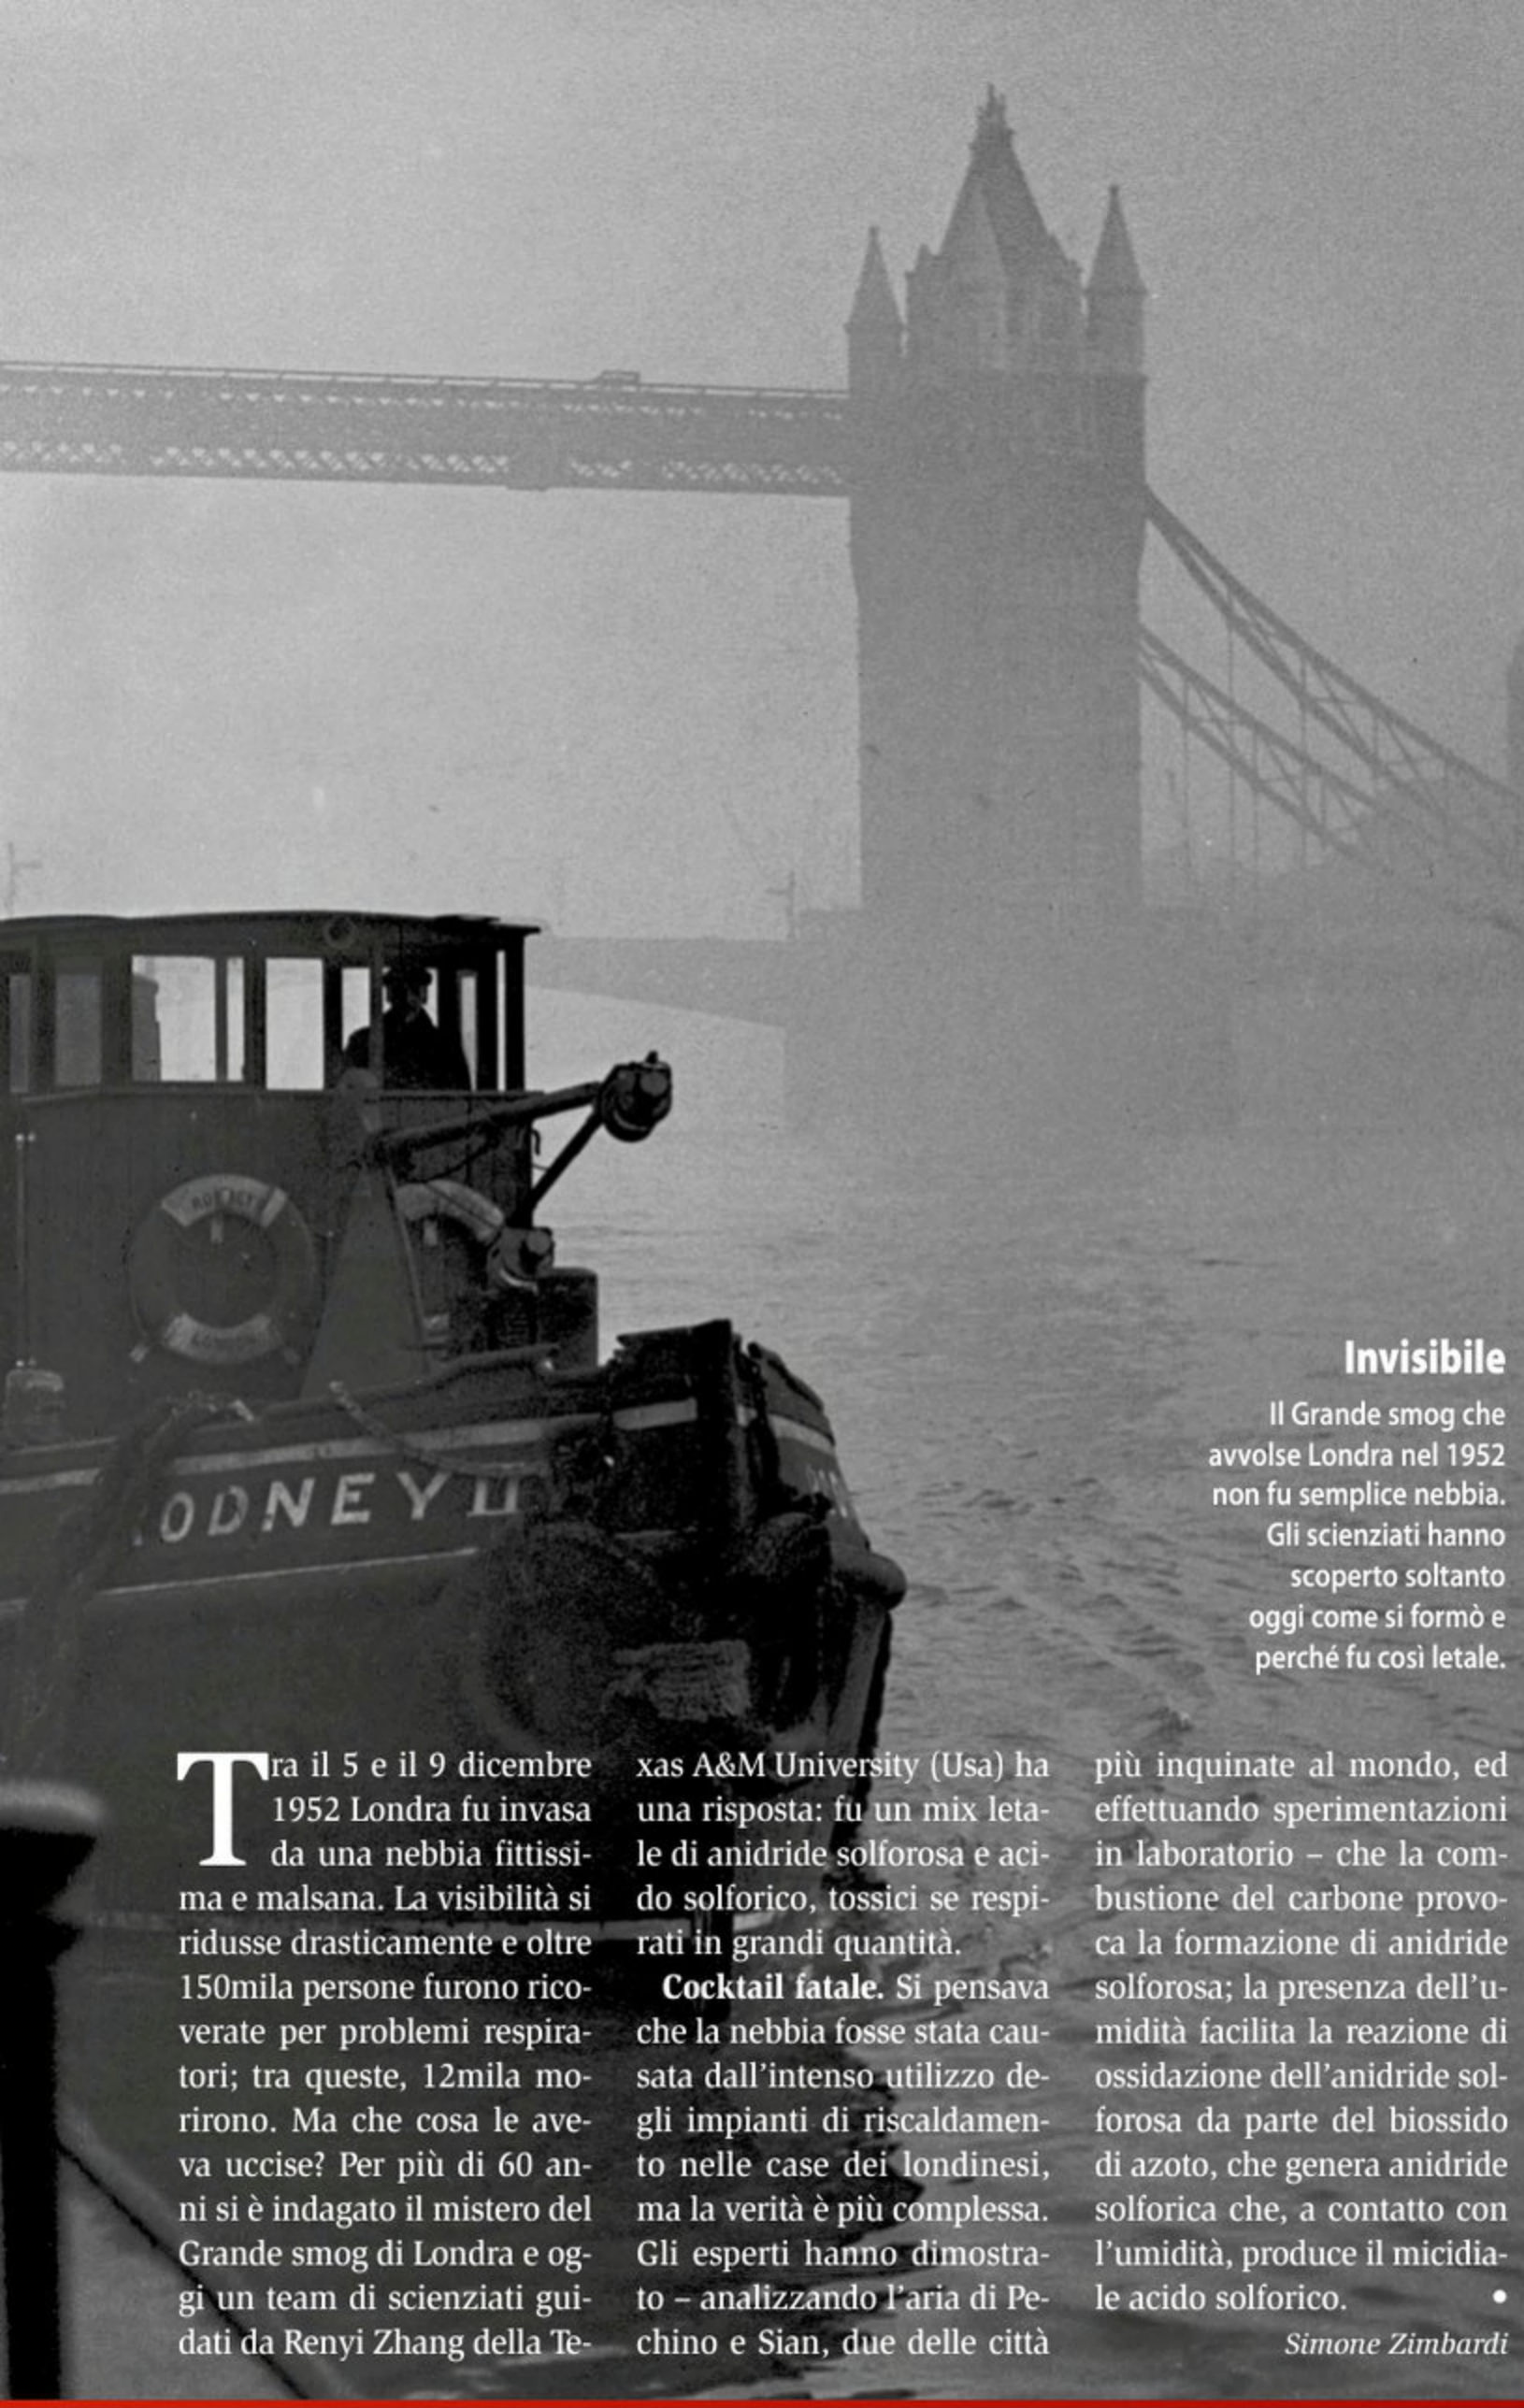 ODNEY II
Invisibile
Il Grande smog che
avvolse Londra nel 1952
non fu semplice nebbia.
Gli scienziati hanno
scoperto soltanto
oggi come si formò e
perché fu così letale.
Tra il 5 e il 9 dicembre
1952 Londra fu invasa
da una nebbia fittissi-
ma e malsana. La visibilità si
ridusse drasticamente e oltre
150mila persone furono rico-
verate per problemi respira-
tori; tra queste, 12mila mo-
rirono. Ma che cosa le ave-
va uccise? Per più di 60 an-
ni si è indagato il mistero del
Grande smog di Londra e og-
gi un team di scienziati gui-
dati da Renyi Zhang della Te-
xas A&M University (Usa) ha
una risposta: fu un mix leta-
le di anidride solforosa e aci-
do solforico, tossici se respi-
rati in grandi quantità.
Cocktail fatale. Si pensava
che la nebbia fosse stata cau-
sata dall'intenso utilizzo de-
gli impianti di riscaldamen-
to nelle case dei londinesi,
ma la verità è più complessa.
Gli esperti hanno dimostra-
to – analizzando l'aria di Pe-
chino e Sian, due delle città
più inquinate al mondo, ed
effettuando sperimentazioni
in laboratorio – che la com-
bustione del carbone provo-
ca la formazione di anidride
solforosa; la presenza dell'u-
midità facilita la reazione di
ossidazione dell'anidride sol-
forosa da parte del biossido
di azoto, che genera anidride
solforica che, a contatto con
l'umidità, produce il micidia-
le acido solforico. •
Simone Zimbardi